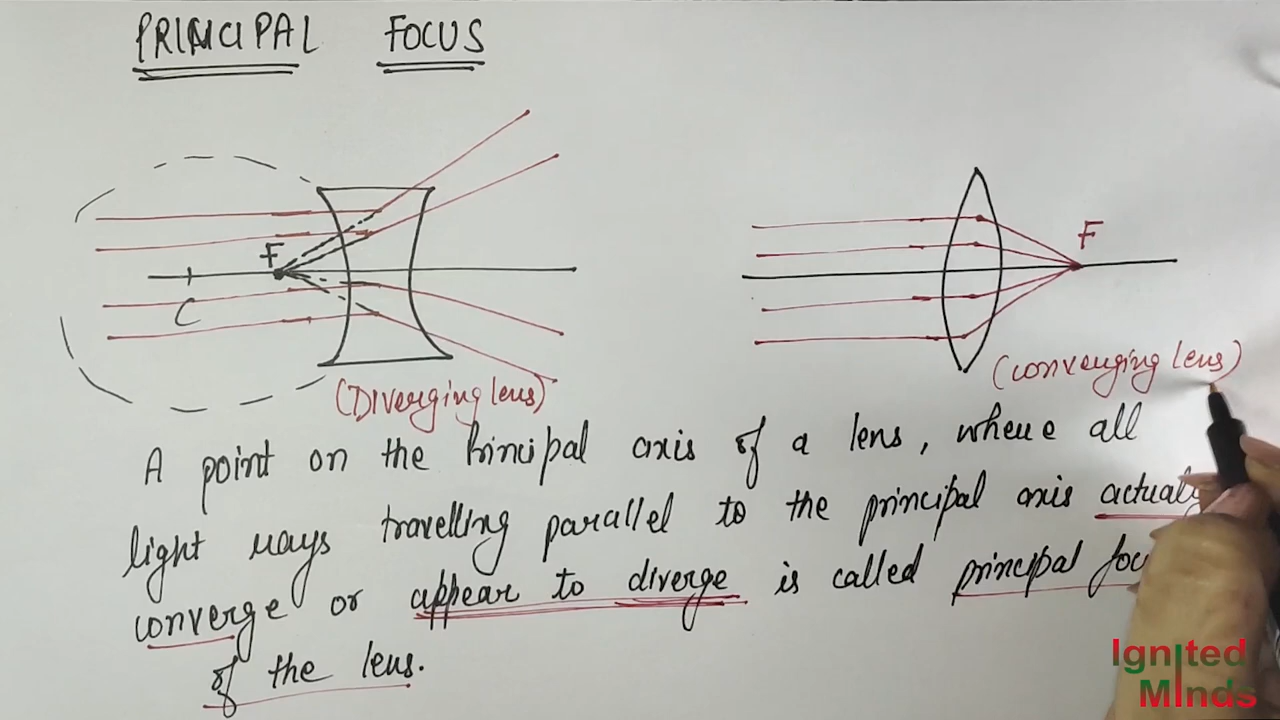 PRINCIPAL FOCUS
F
C
(Diverging lens)
F
(converging lens)
A point on the Principal axis of a lens, where all
light rays travelling parallel to the principal axis
converge or appear to diverge is called principal
of the lens.
Ignited
Minds